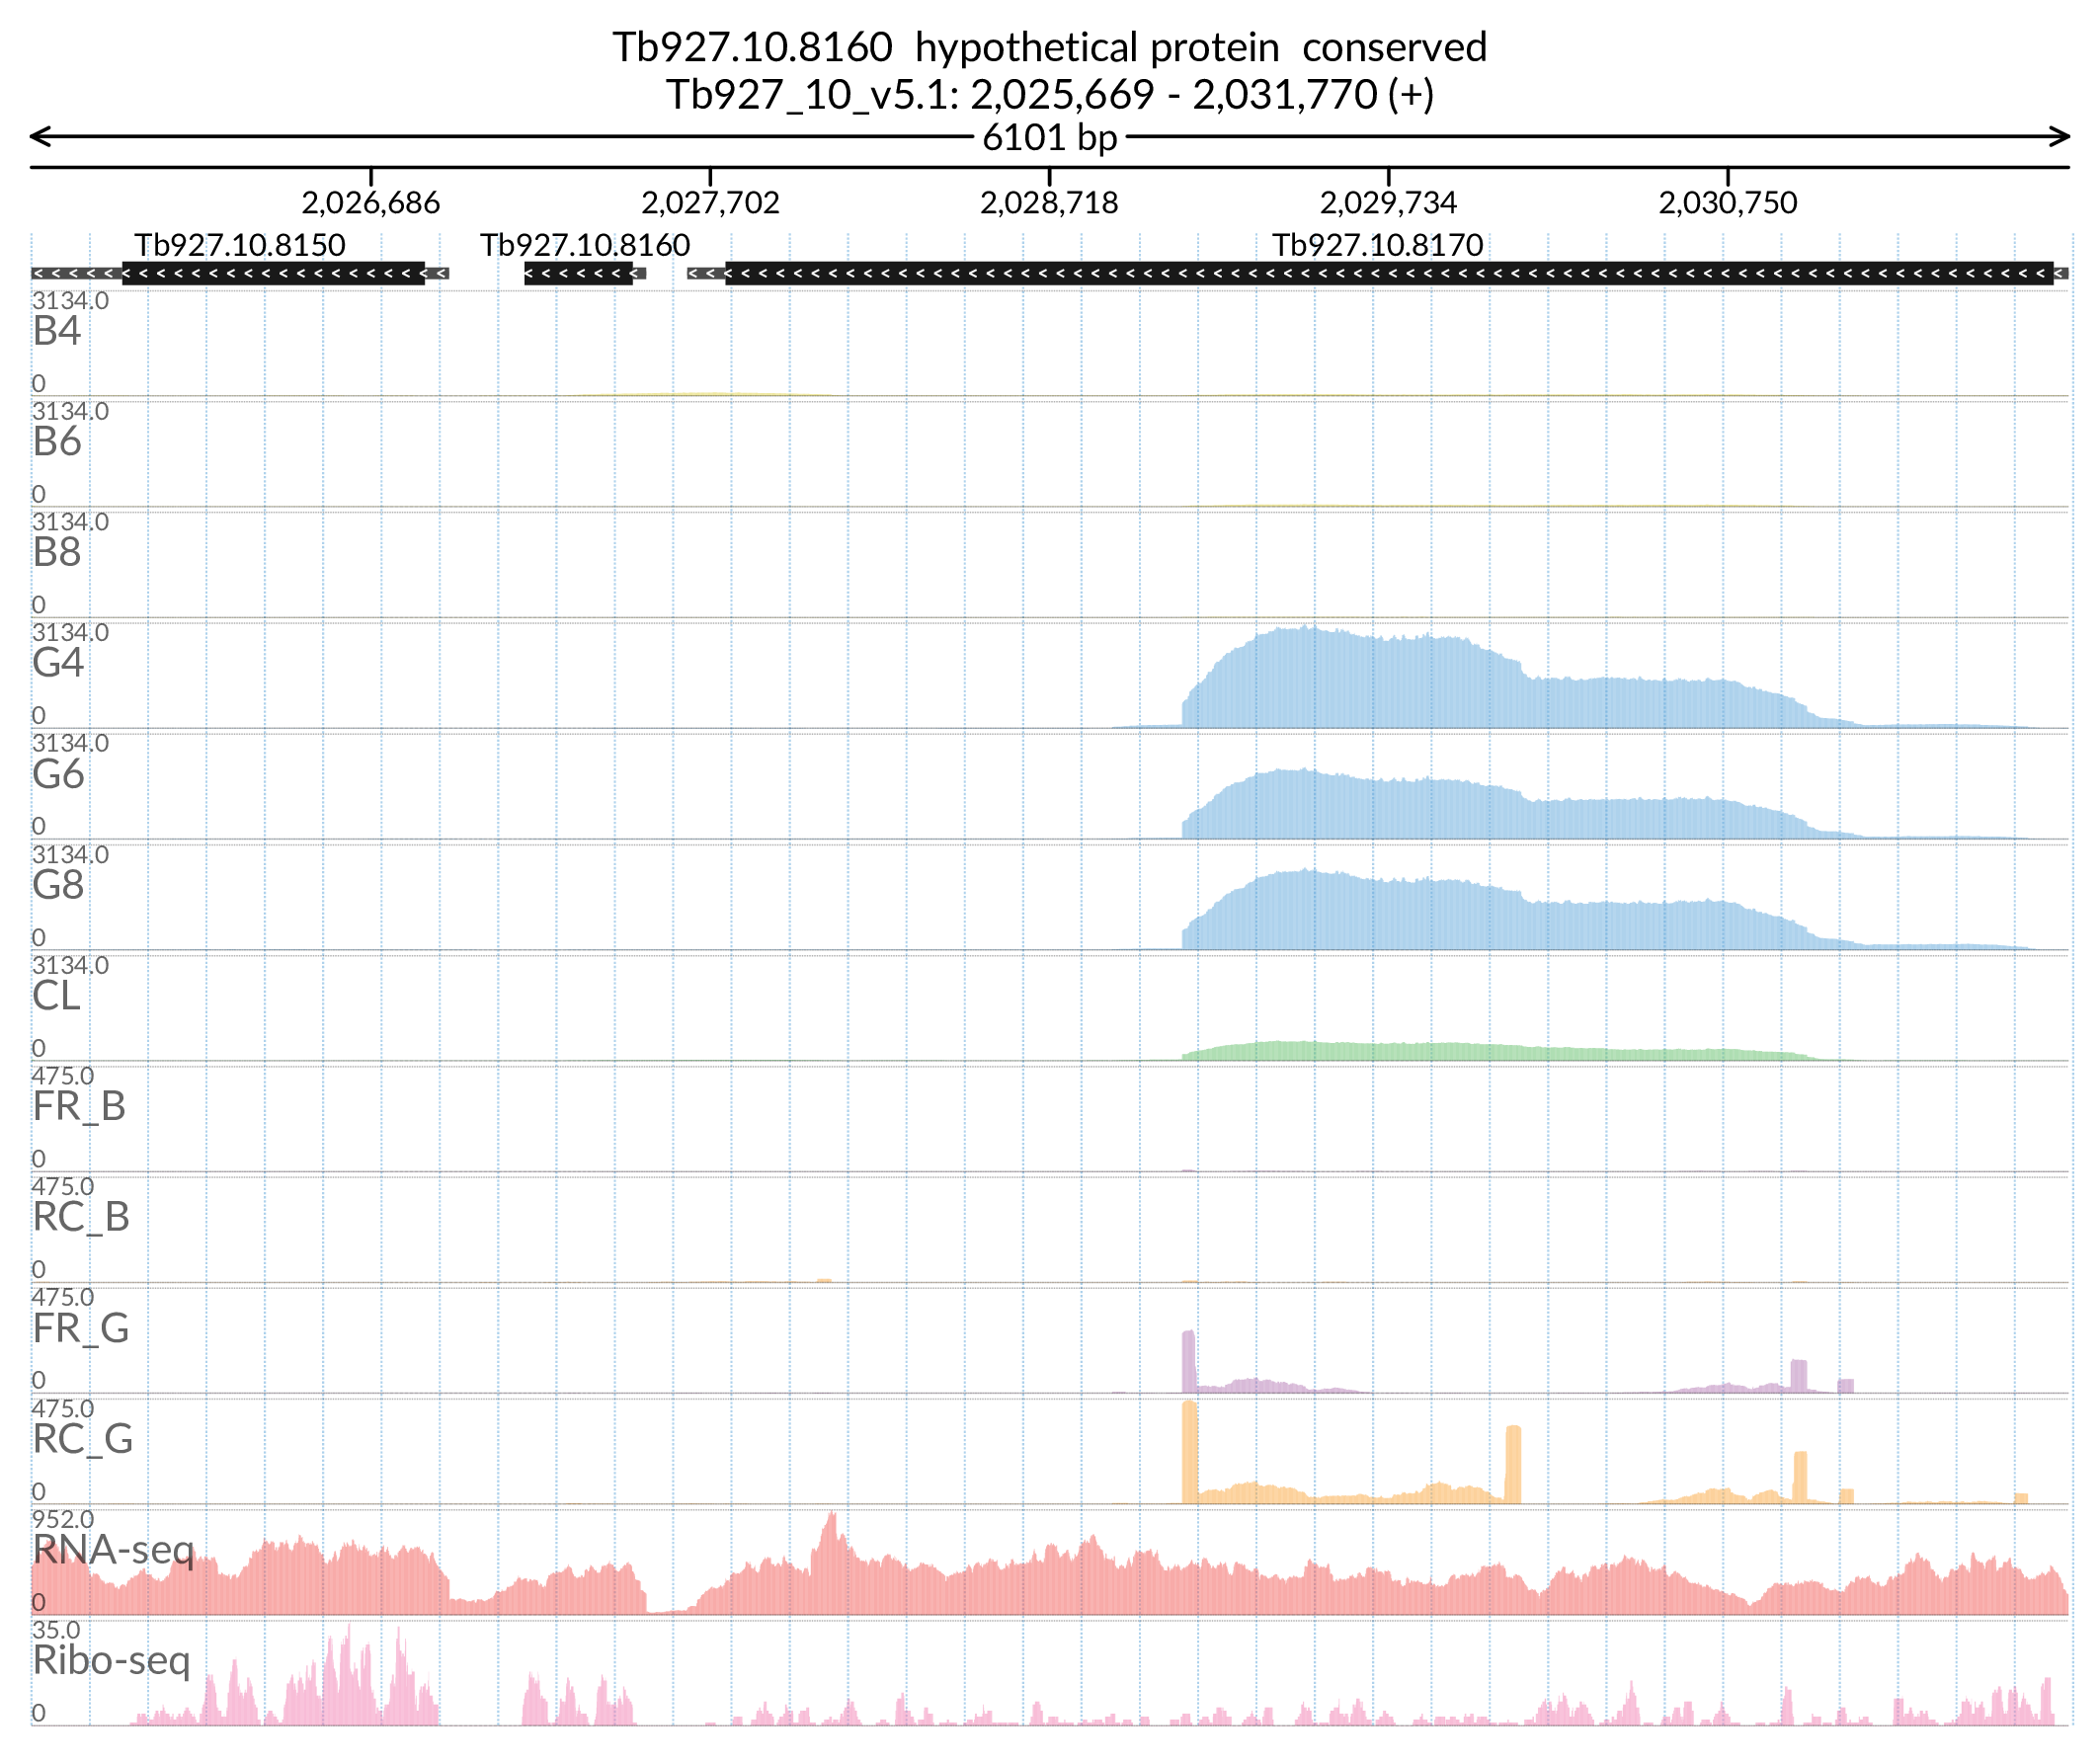 Tb927.10.8160 hypothetical protein conserved
Tb927_10_v5.1: 2,025,669 - 2,031,770 (+)
6101 bp
2,026,686 2,027,702 2,028,718 2,029,734 2,030,750
Tb927.10.8150 Tb927.10.8160 Tb927.10.8170
3134.0
B4
0
3134.0
B6
0
3134.0
B8
0
3134.0
G4
0
3134.0
G6
0
3134.0
G8
0
3134.0
CL
0
475.0
FR_B
0
475.0
RC_B
0
475.0
FR_G
0
475.0
RC_G
0
952.0
RNA-seq
0
35.0
Ribo-seq
0